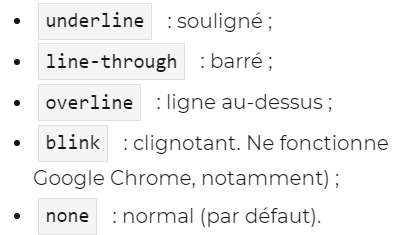 • underline : souligné ;
• line-through : barré ;
• overline : ligne au-dessus ;
• blink : clignotant. Ne fonctionne
Google Chrome, notamment) ;
• none : normal (par défaut).